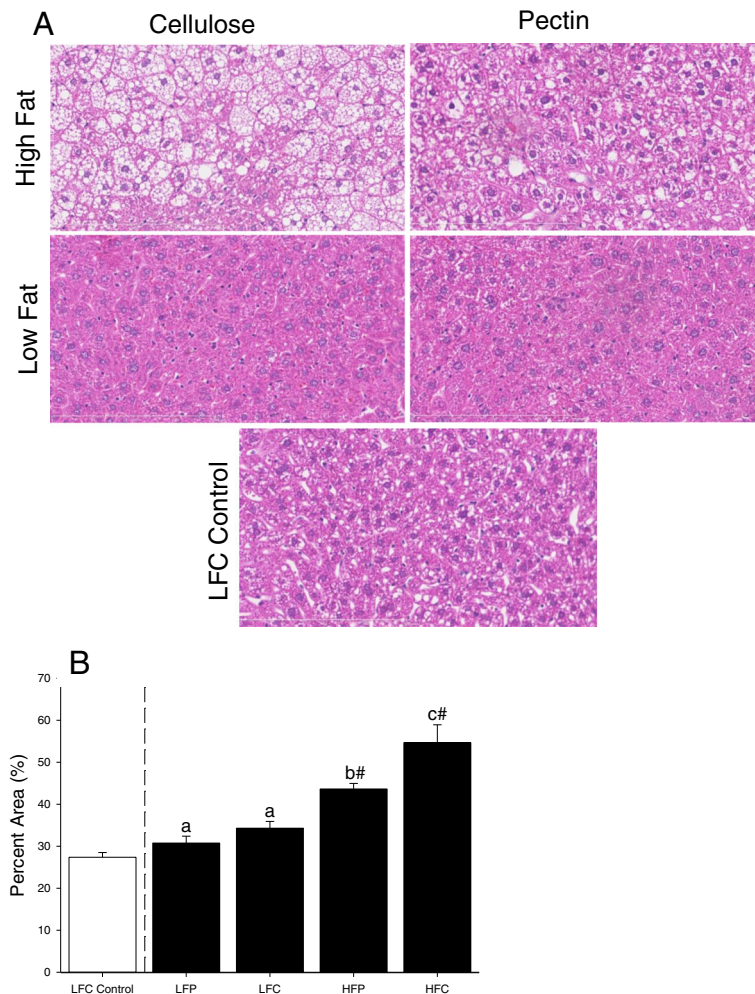 A
Cellulose
Pectin
High Fat
Low Fat
LFC Control
B
Percent Area (%)
70
60
50
40
30
20
10
0
a
a
b#
c#
LFC Control
LFP
LFC
HFP
HFC